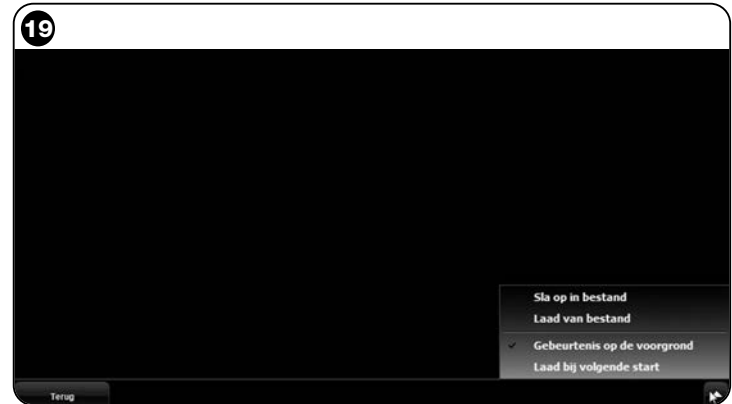 19
Sla op in bestand
Laad van bestand
✓ Gebeurtenis op de voorgrond
Laad bij volgende start
Terug